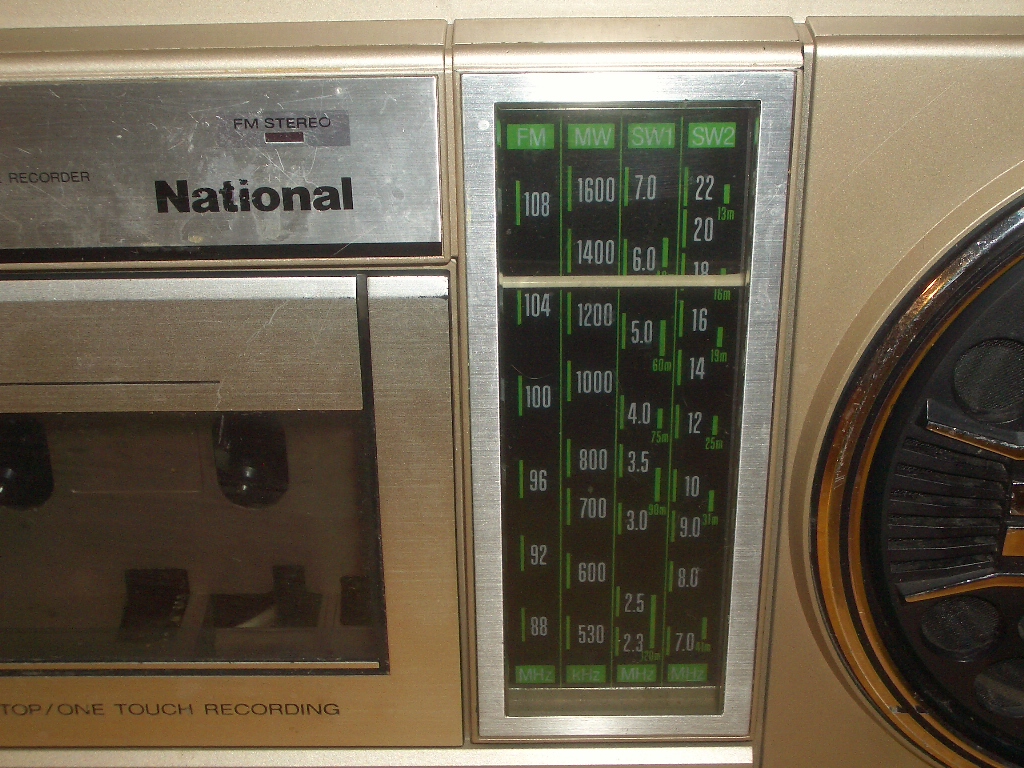 FM STEREO
RECORDER
National
FM MW SW1 SW2
108 1600 7.0 22
13m
1400 6.0 20
18
16m
104 1200 5.0 16
60m 19m
100 1000 14
4.0 12
75m 25m
96 800 3.5 10
700 3.0 9.0
90m 31m
92 600 8.0
88 530 2.5
2.3 7.0
MHz kHz MHz MHz
TOP/ONE TOUCH RECORDING